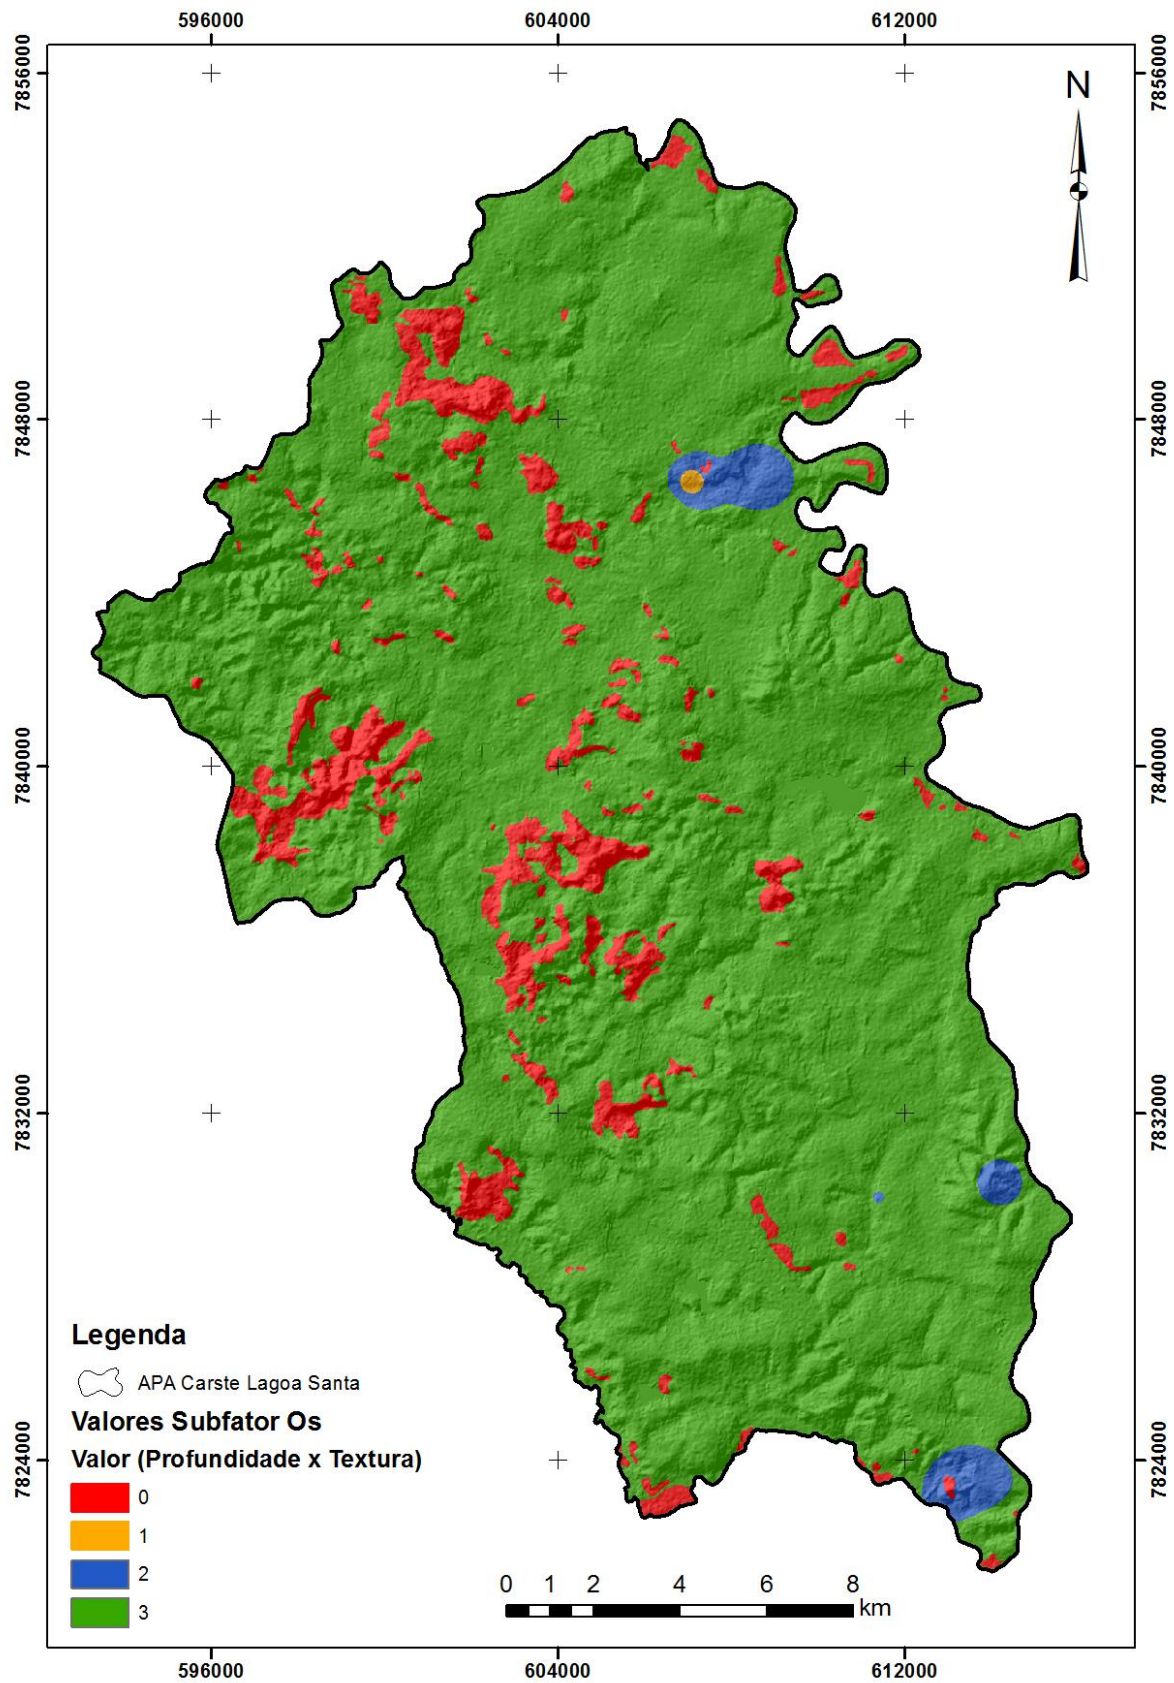 596000 604000 612000
7856000 7856000
N
7848000 7848000
7840000 7840000
7832000 7832000
Legenda
APA Carste Lagoa Santa
Valores Subfator Os
Valor (Profundidade x Textura)
7824000 7824000
0
1
2
3
0 1 2 4 6 8
km
596000 604000 612000